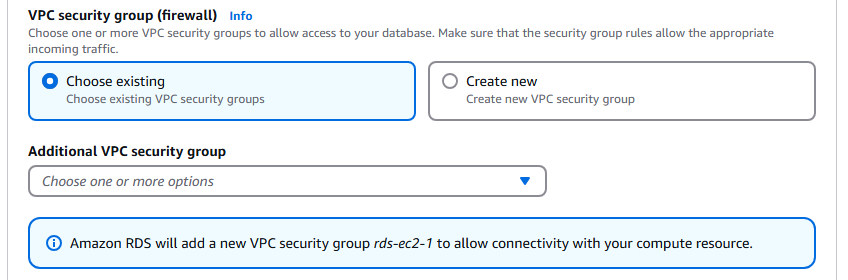 VPC security group (firewall) Info
Choose one or more VPC security groups to allow access to your database. Make sure that the security group rules allow the appropriate
incoming traffic.
Choose existing
Choose existing VPC security groups
Create new
Create new VPC security group
Additional VPC security group
Choose one or more options
Amazon RDS will add a new VPC security group rds-ec2-1 to allow connectivity with your compute resource.